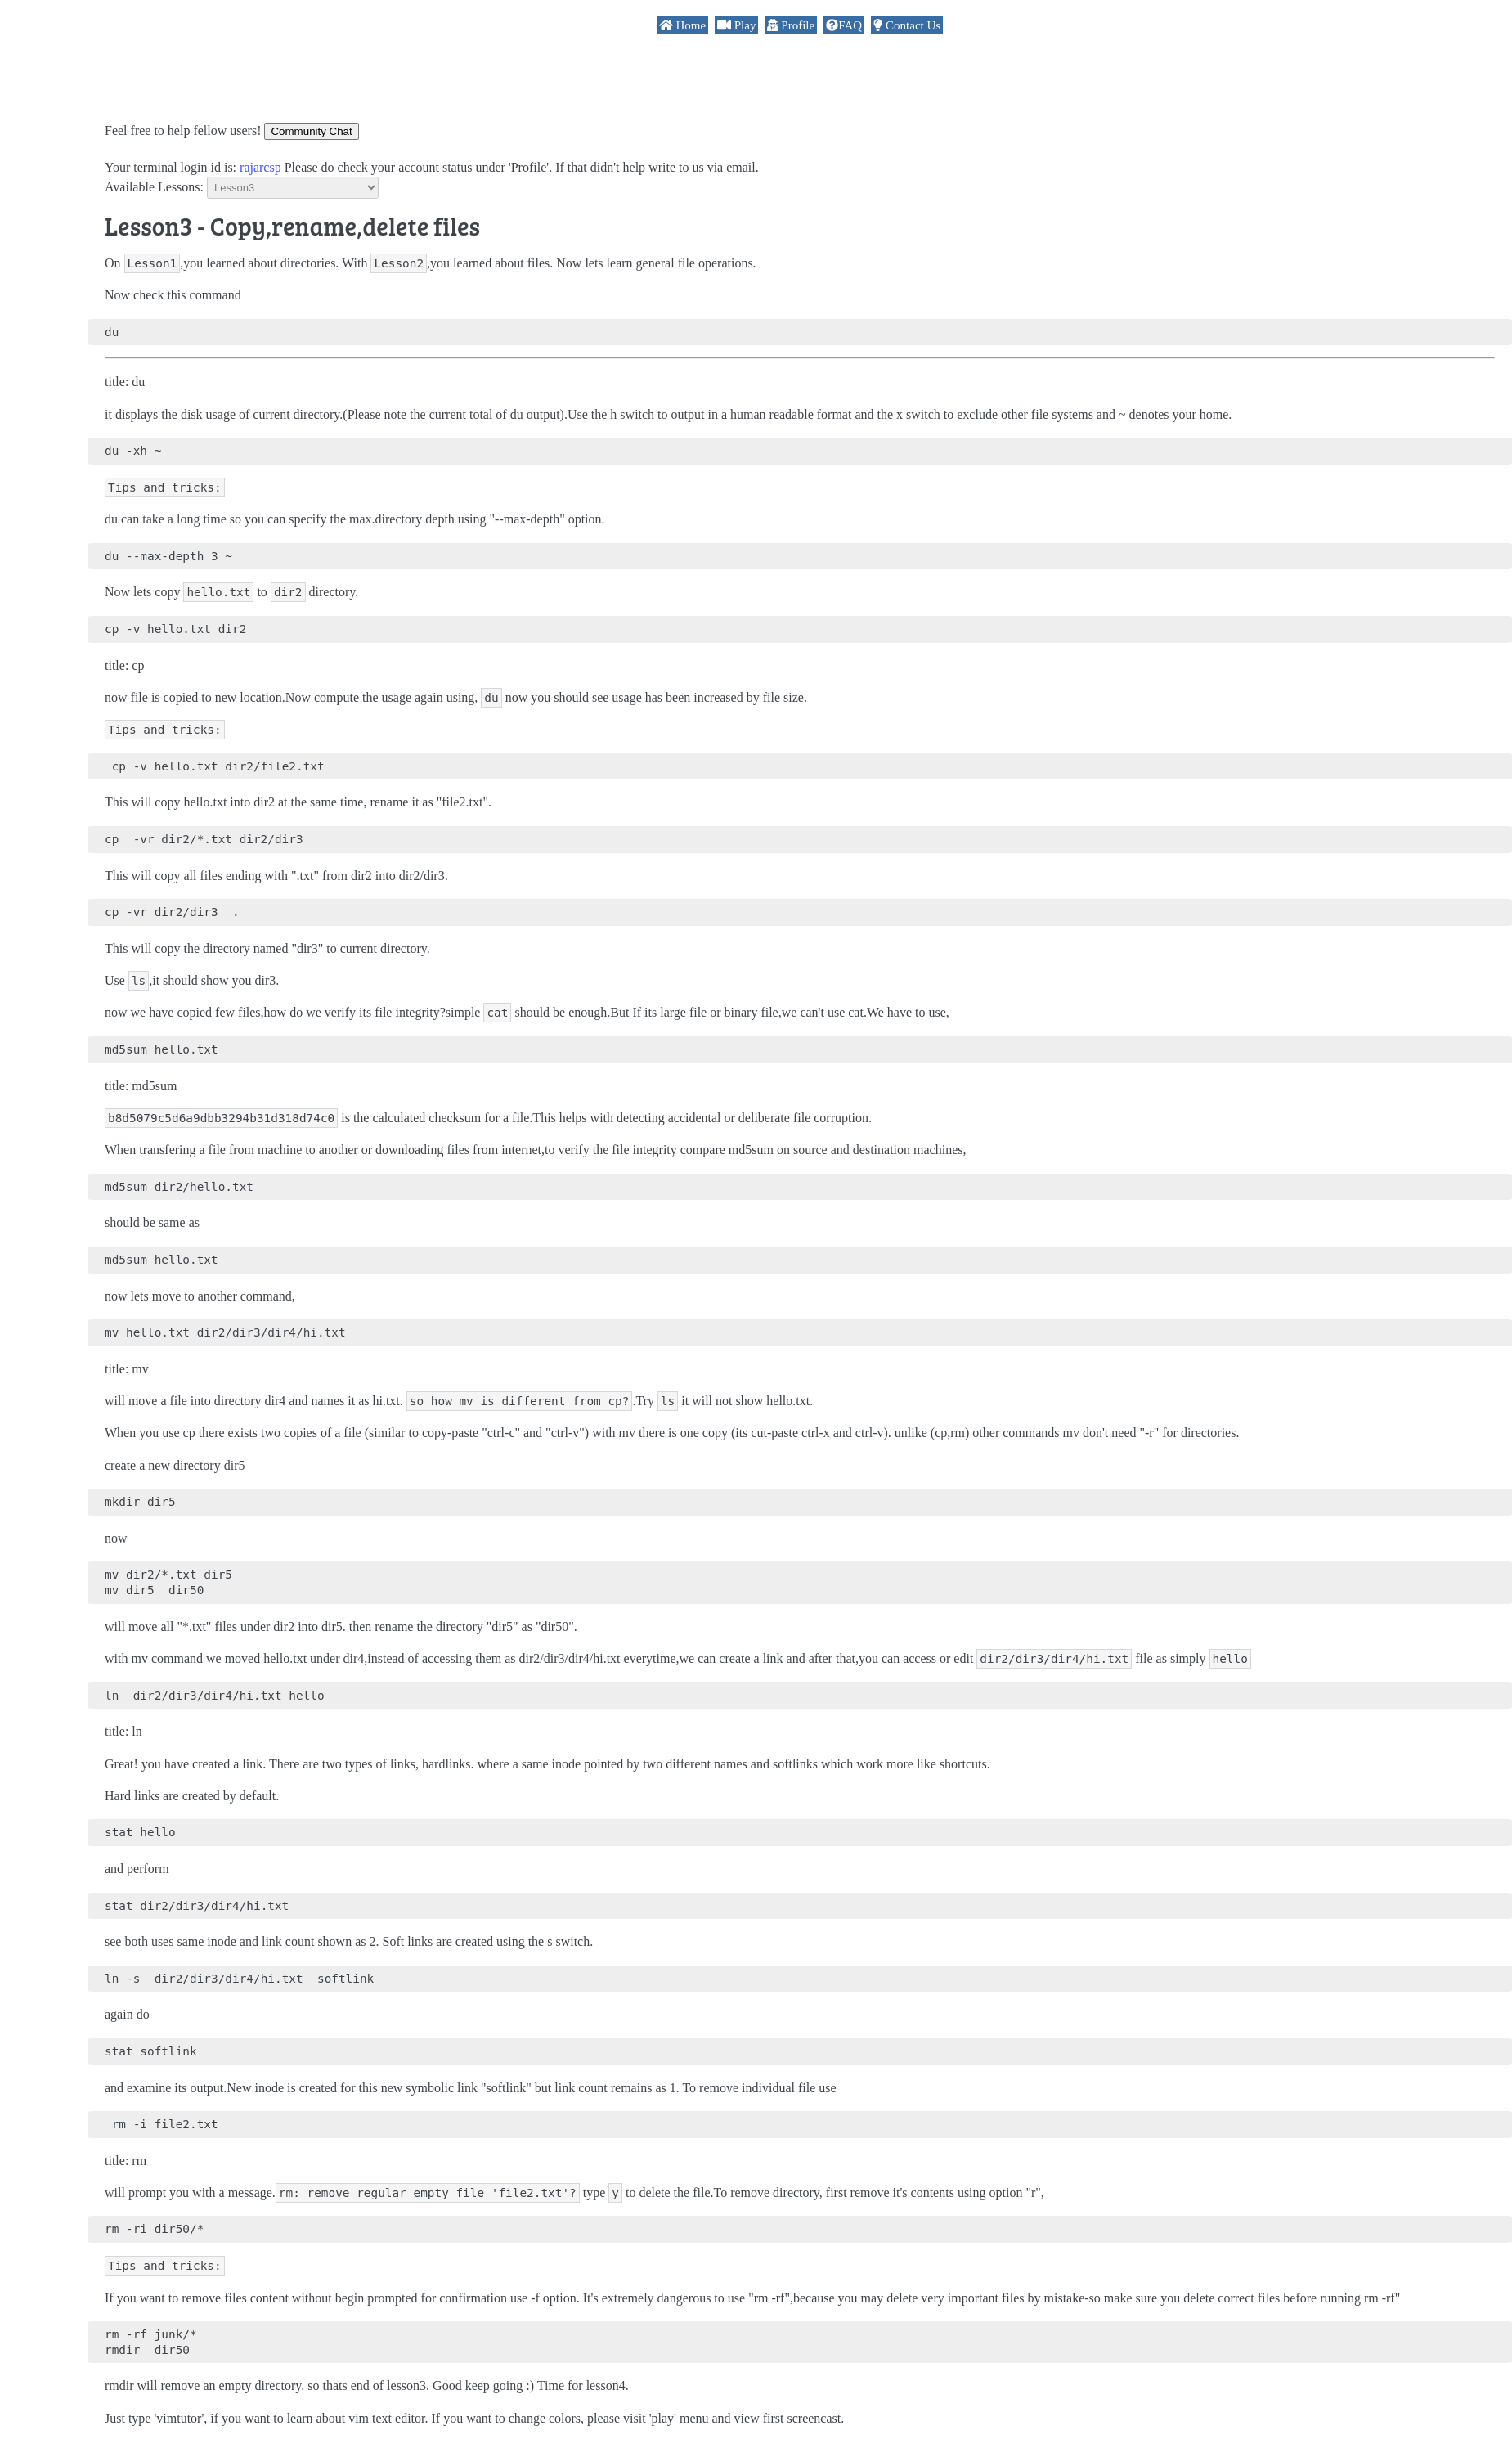 Home Play Profile FAQ Contact Us
Feel free to help fellow users! Community Chat
Your terminal login id is: rajarcsp Please do check your account status under 'Profile'. If that didn't help write to us via email.
Available Lessons: Lesson3
Lesson3 - Copy,rename,delete files
On Lesson1,you learned about directories. With Lesson2,you learned about files. Now lets learn general file operations.
Now check this command
du
title: du
it displays the disk usage of current directory.(Please note the current total of du output).Use the h switch to output in a human readable format and the x switch to exclude other file systems and ~ denotes your home.
du -xh ~
Tips and tricks:
du can take a long time so you can specify the max.directory depth using "--max-depth" option.
du --max-depth 3 ~
Now lets copy hello.txt to dir2 directory.
cp -v hello.txt dir2
title: cp
now file is copied to new location.Now compute the usage again using, du now you should see usage has been increased by file size.
Tips and tricks:
cp -v hello.txt dir2/file2.txt
This will copy hello.txt into dir2 at the same time, rename it as "file2.txt".
cp  -vr dir2/*.txt dir2/dir3
This will copy all files ending with ".txt" from dir2 into dir2/dir3.
cp -vr dir2/dir3  .
This will copy the directory named "dir3" to current directory.
Use ls,it should show you dir3.
now we have copied few files,how do we verify its file integrity?simple cat should be enough.But If its large file or binary file,we can't use cat.We have to use,
md5sum hello.txt
title: md5sum
b8d5079c5d6a9dbb3294b31d318d74c0 is the calculated checksum for a file.This helps with detecting accidental or deliberate file corruption.
When transfering a file from machine to another or downloading files from internet,to verify the file integrity compare md5sum on source and destination machines,
md5sum dir2/hello.txt
should be same as
md5sum hello.txt
now lets move to another command,
mv hello.txt dir2/dir3/dir4/hi.txt
title: mv
will move a file into directory dir4 and names it as hi.txt. so how mv is different from cp?.Try ls it will not show hello.txt.
When you use cp there exists two copies of a file (similar to copy-paste "ctrl-c" and "ctrl-v") with mv there is one copy (its cut-paste ctrl-x and ctrl-v). unlike (cp,rm) other commands mv don't need "-r" for directories.
create a new directory dir5
mkdir dir5
now
mv dir2/*.txt dir5
mv dir5  dir50
will move all "*.txt" files under dir2 into dir5. then rename the directory "dir5" as "dir50".
with mv command we moved hello.txt under dir4,instead of accessing them as dir2/dir3/dir4/hi.txt everytime,we can create a link and after that,you can access or edit dir2/dir3/dir4/hi.txt file as simply hello
ln  dir2/dir3/dir4/hi.txt hello
title: ln
Great! you have created a link. There are two types of links, hardlinks. where a same inode pointed by two different names and softlinks which work more like shortcuts.
Hard links are created by default.
stat hello
and perform
stat dir2/dir3/dir4/hi.txt
see both uses same inode and link count shown as 2. Soft links are created using the s switch.
ln -s  dir2/dir3/dir4/hi.txt  softlink
again do
stat softlink
and examine its output.New inode is created for this new symbolic link "softlink" but link count remains as 1. To remove individual file use
rm -i file2.txt
title: rm
will prompt you with a message.rm: remove regular empty file 'file2.txt'? type y to delete the file.To remove directory, first remove it's contents using option "r",
rm -ri dir50/*
Tips and tricks:
If you want to remove files content without begin prompted for confirmation use -f option. It's extremely dangerous to use "rm -rf",because you may delete very important files by mistake-so make sure you delete correct files before running rm -rf"
rm -rf junk/*
rmdir  dir50
rmdir will remove an empty directory. so thats end of lesson3. Good keep going :) Time for lesson4.
Just type 'vimtutor', if you want to learn about vim text editor. If you want to change colors, please visit 'play' menu and view first screencast.